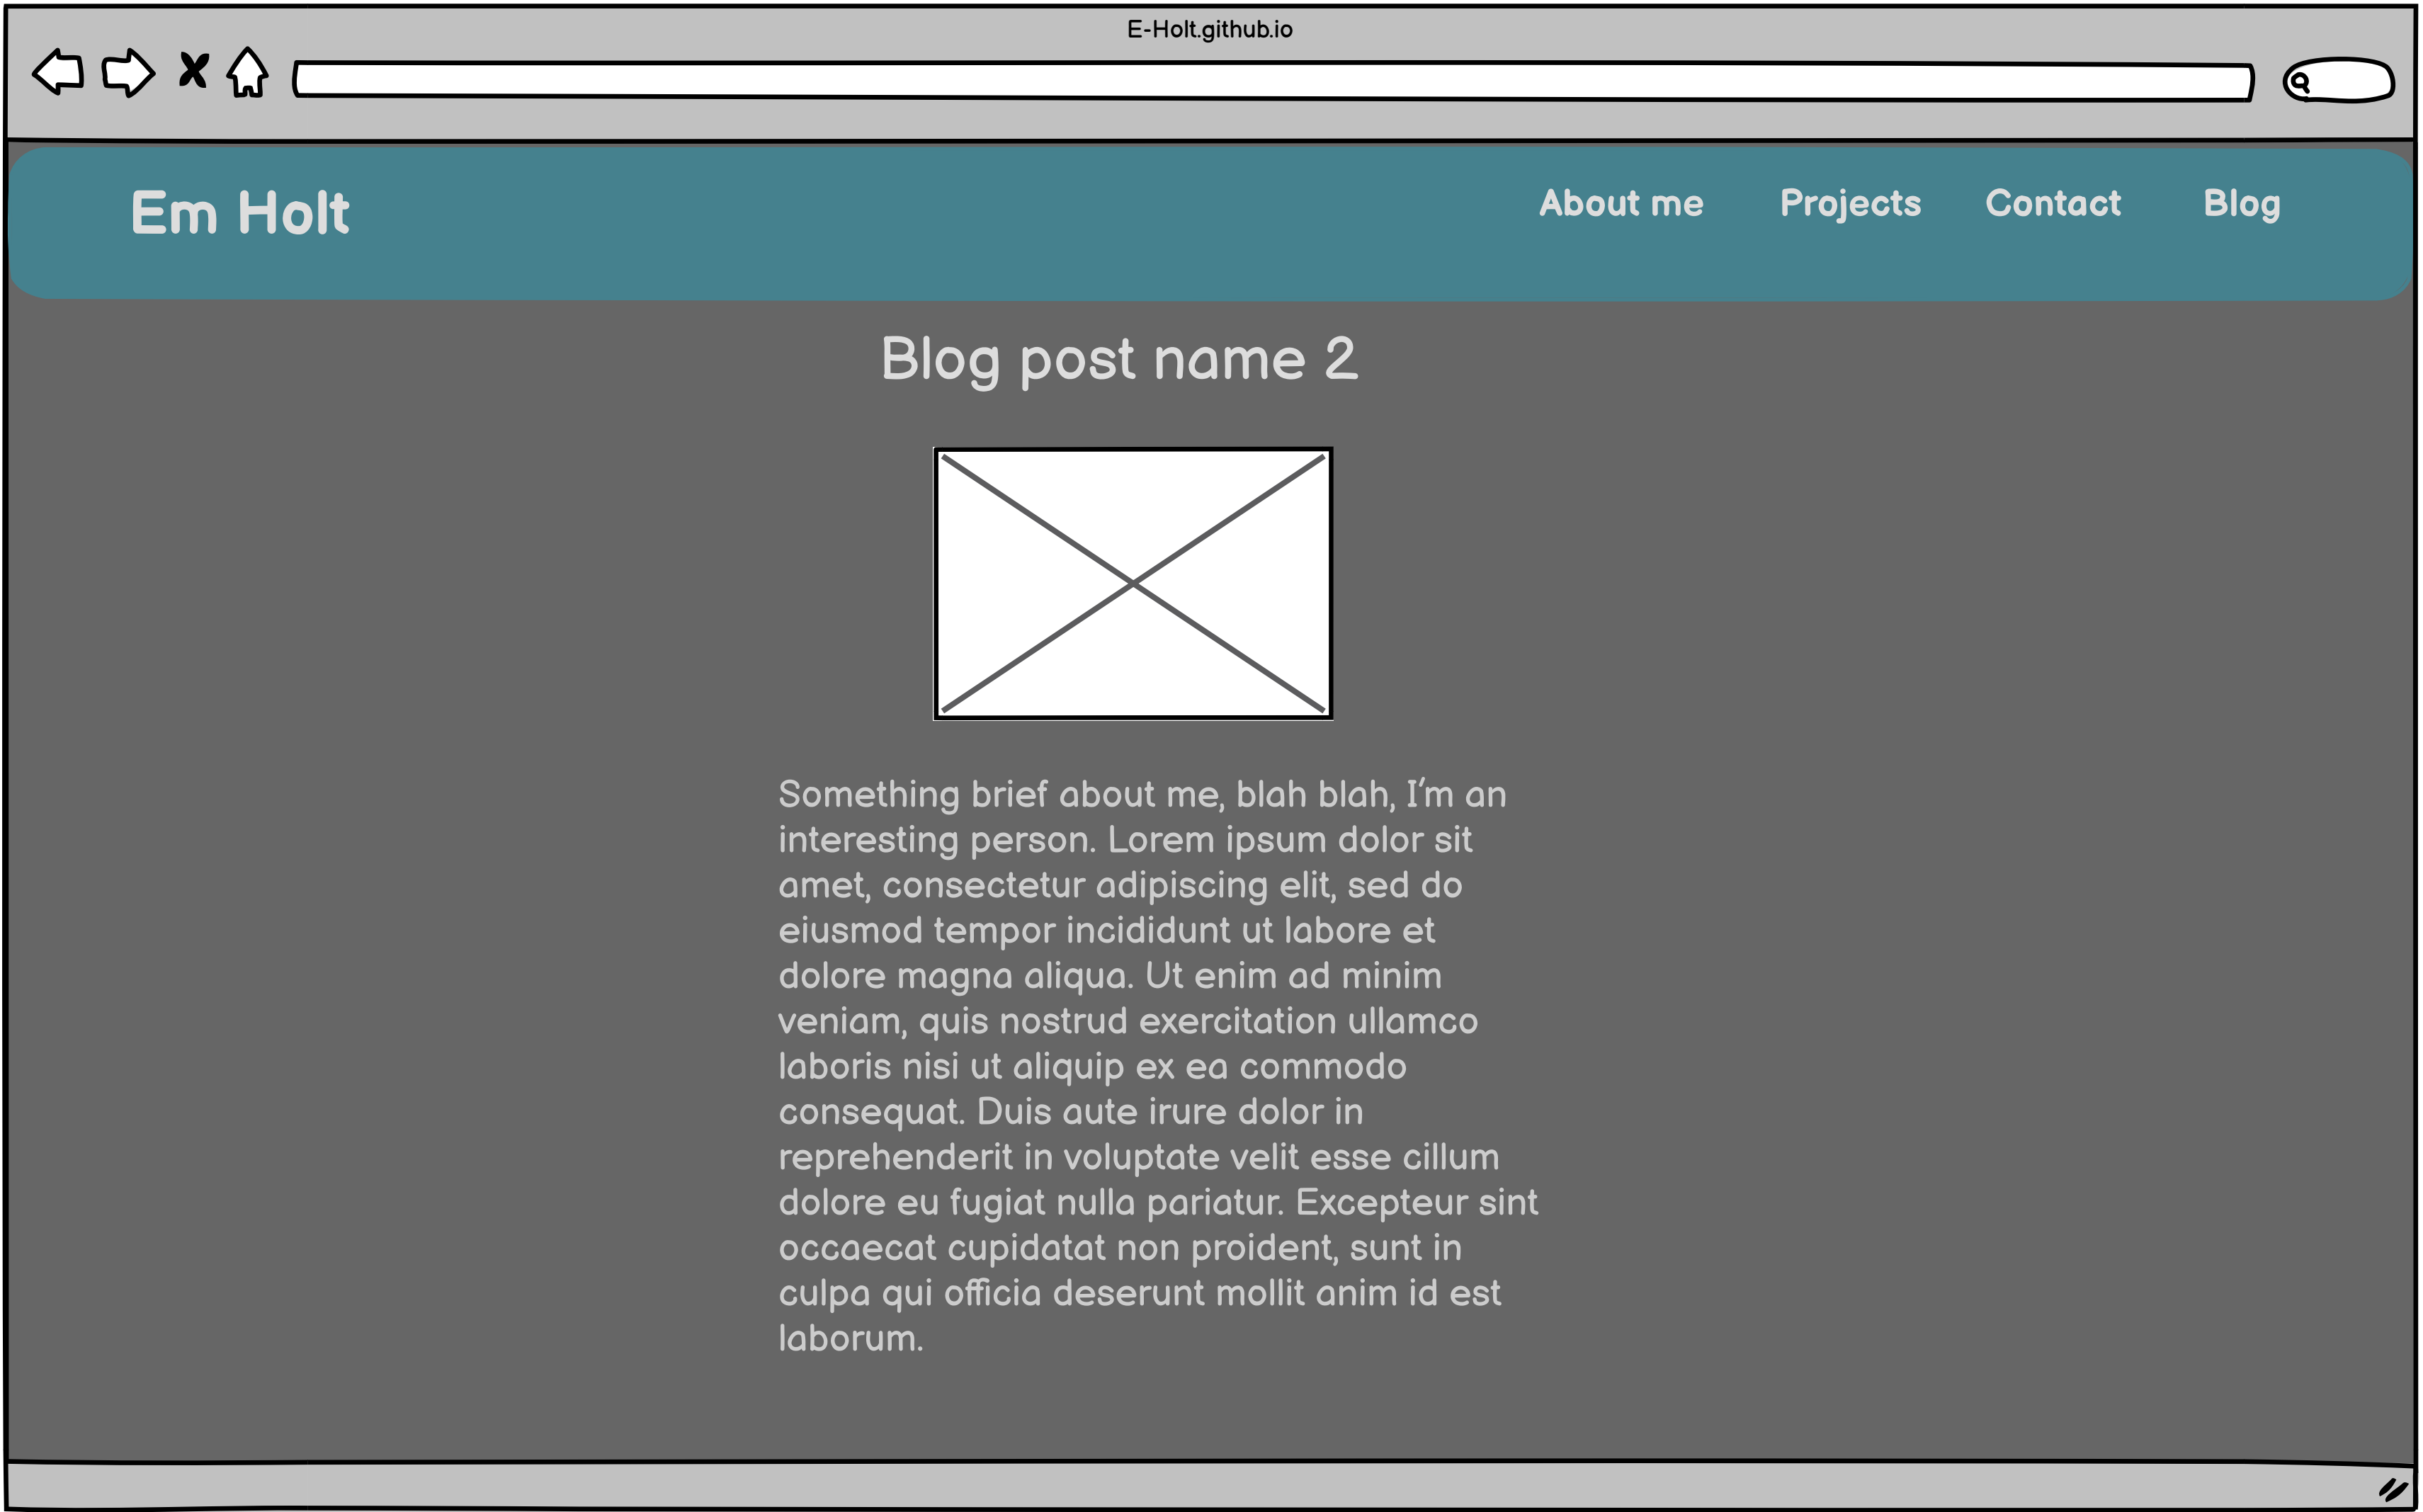 E-Holt.github.io
Em Holt
About me Projects Contact Blog
Blog post name 2
Something brief about me, blah blah, I'm an
interesting person. Lorem ipsum dolor sit
amet, consectetur adipiscing elit, sed do
eiusmod tempor incididunt ut labore et
dolore magna aliqua. Ut enim ad minim
veniam, quis nostrud exercitation ullamco
laboris nisi ut aliquip ex ea commodo
consequat. Duis aute irure dolor in
reprehenderit in voluptate velit esse cillum
dolore eu fugiat nulla pariatur. Excepteur sint
occaecat cupidatat non proident, sunt in
culpa qui officia deserunt mollit anim id est
laborum.